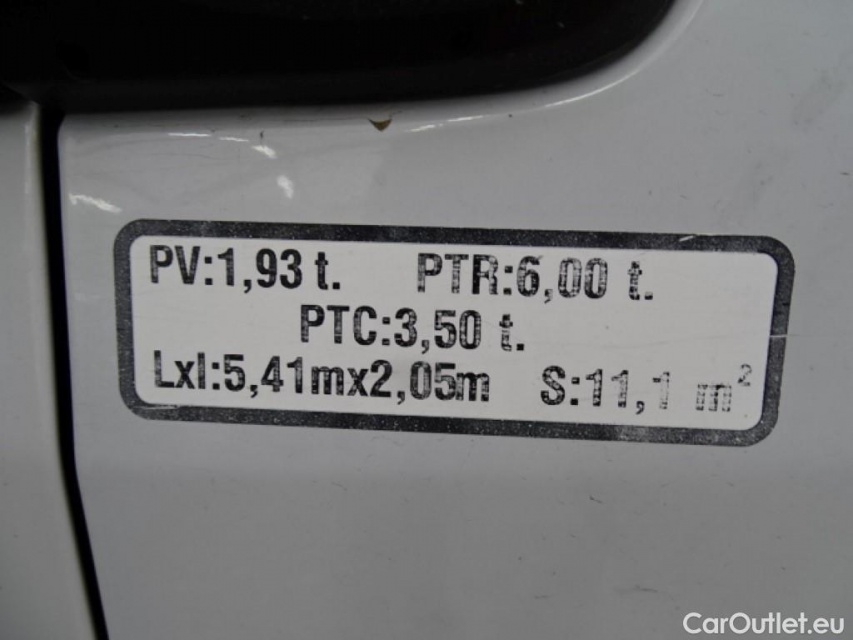 PV:1,93 t. PTR:6,00 t.
PTC:3,50 t.
Lxl:5,41mx2,05m S:11,1 m²
CarOutlet.eu